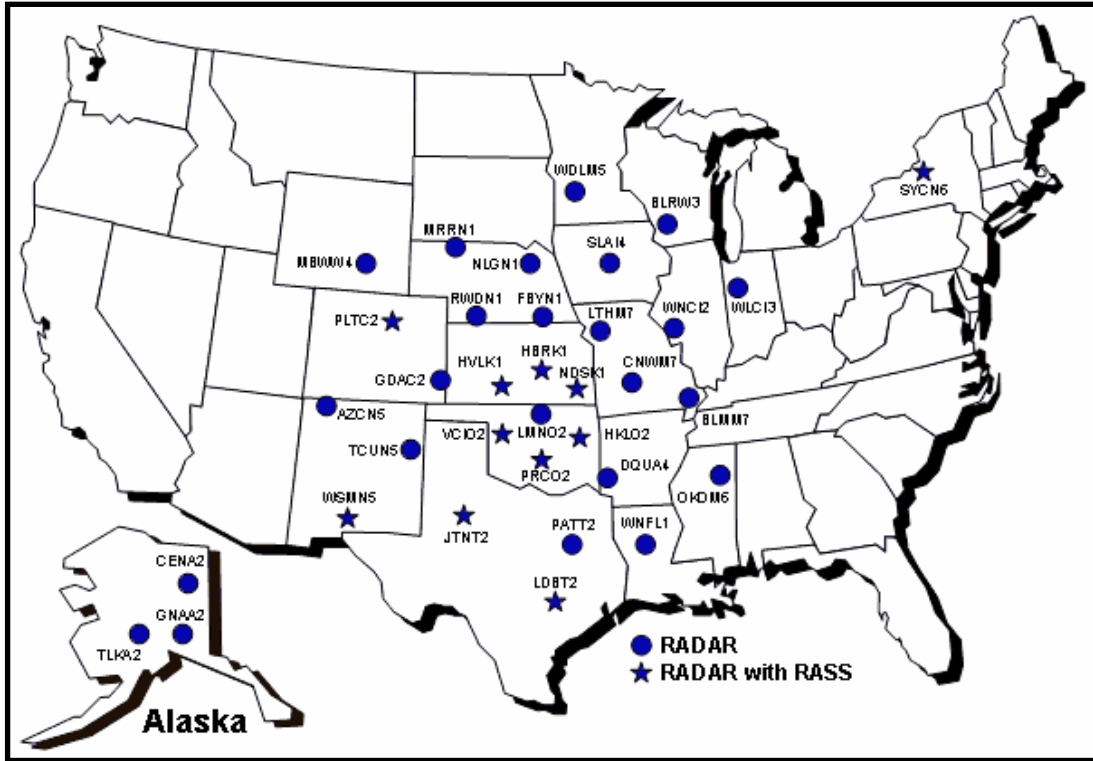 WDLM5
SYCN6
BLRW3
MRRN1
SLAI4
MBWW4
NLGN1
RWDN1
FBYN1
LTHM7
WNCI2
WLCI3
PLTC2
HVLK1
HBRK1
NDSK1
CNWM7
GDAC2
AZCN5
BLMM7
VCIO2
LMNO2
HKLO2
TCUN5
PRCO2
DQUA4
WSMN5
OKOM6
JTNT2
PATT2
WNFL1
CENA2
LDBT2
GNAA2
TLKA2
RADAR
RADAR with RASS
Alaska